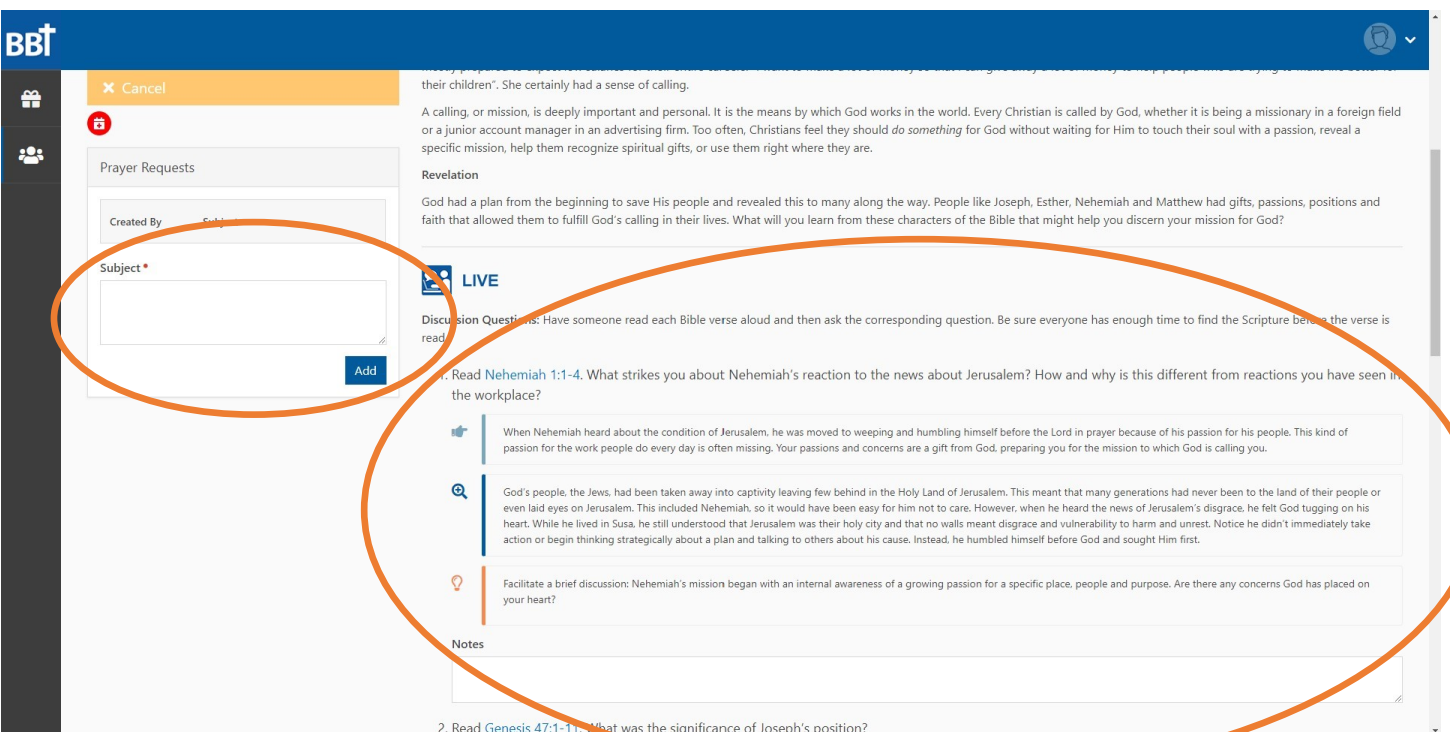 BBT
Cancel
Prayer Requests
Created By
Subject *
Add
their children". She certainly had a sense of calling.
A calling, or mission, is deeply important and personal. It is the means by which God works in the world. Every Christian is called by God, whether it is being a missionary in a foreign field
or a junior account manager in an advertising firm. Too often, Christians feel they should do something for God without waiting for Him to touch their soul with a passion, reveal a
specific mission, help them recognize spiritual gifts, or use them right where they are.
Revelation
God had a plan from the beginning to save His people and revealed this to many along the way. People like Joseph, Esther, Nehemiah and Matthew had gifts, passions, positions and
faith that allowed them to fulfill God's calling in their lives. What will you learn from these characters of the Bible that might help you discern your mission for God?
LIVE
Discussion Questions: Have someone read each Bible verse aloud and then ask the corresponding question. Be sure everyone has enough time to find the Scripture before the verse is
read.
1. Read Nehemiah 1:1-4. What strikes you about Nehemiah's reaction to the news about Jerusalem? How and why is this different from reactions you have seen in
the workplace?
When Nehemiah heard about the condition of Jerusalem, he was moved to weeping and humbling himself before the Lord in prayer because of his passion for his people. This kind of
passion for the work people do every day is often missing. Your passions and concerns are a gift from God, preparing you for the mission to which God is calling you.
God's people, the Jews, had been taken away into captivity leaving few behind in the Holy Land of Jerusalem. This meant that many generations had never been to the land of their people or
even laid eyes on Jerusalem. This included Nehemiah, so it would have been easy for him not to care. However, when he heard the news of Jerusalem's disgrace, he felt God tugging on his
heart. While he lived in Susa, he still understood that Jerusalem was their holy city and that no walls meant disgrace and vulnerability to harm and unrest. Notice he didn't immediately take
action or begin thinking strategically about a plan and talking to others about his cause. Instead, he humbled himself before God and sought Him first.
Facilitate a brief discussion: Nehemiah's mission began with an internal awareness of a growing passion for a specific place, people and purpose. Are there any concerns God has placed on
your heart?
Notes
2. Read Genesis 47:1-11. What was the significance of Joseph's position?